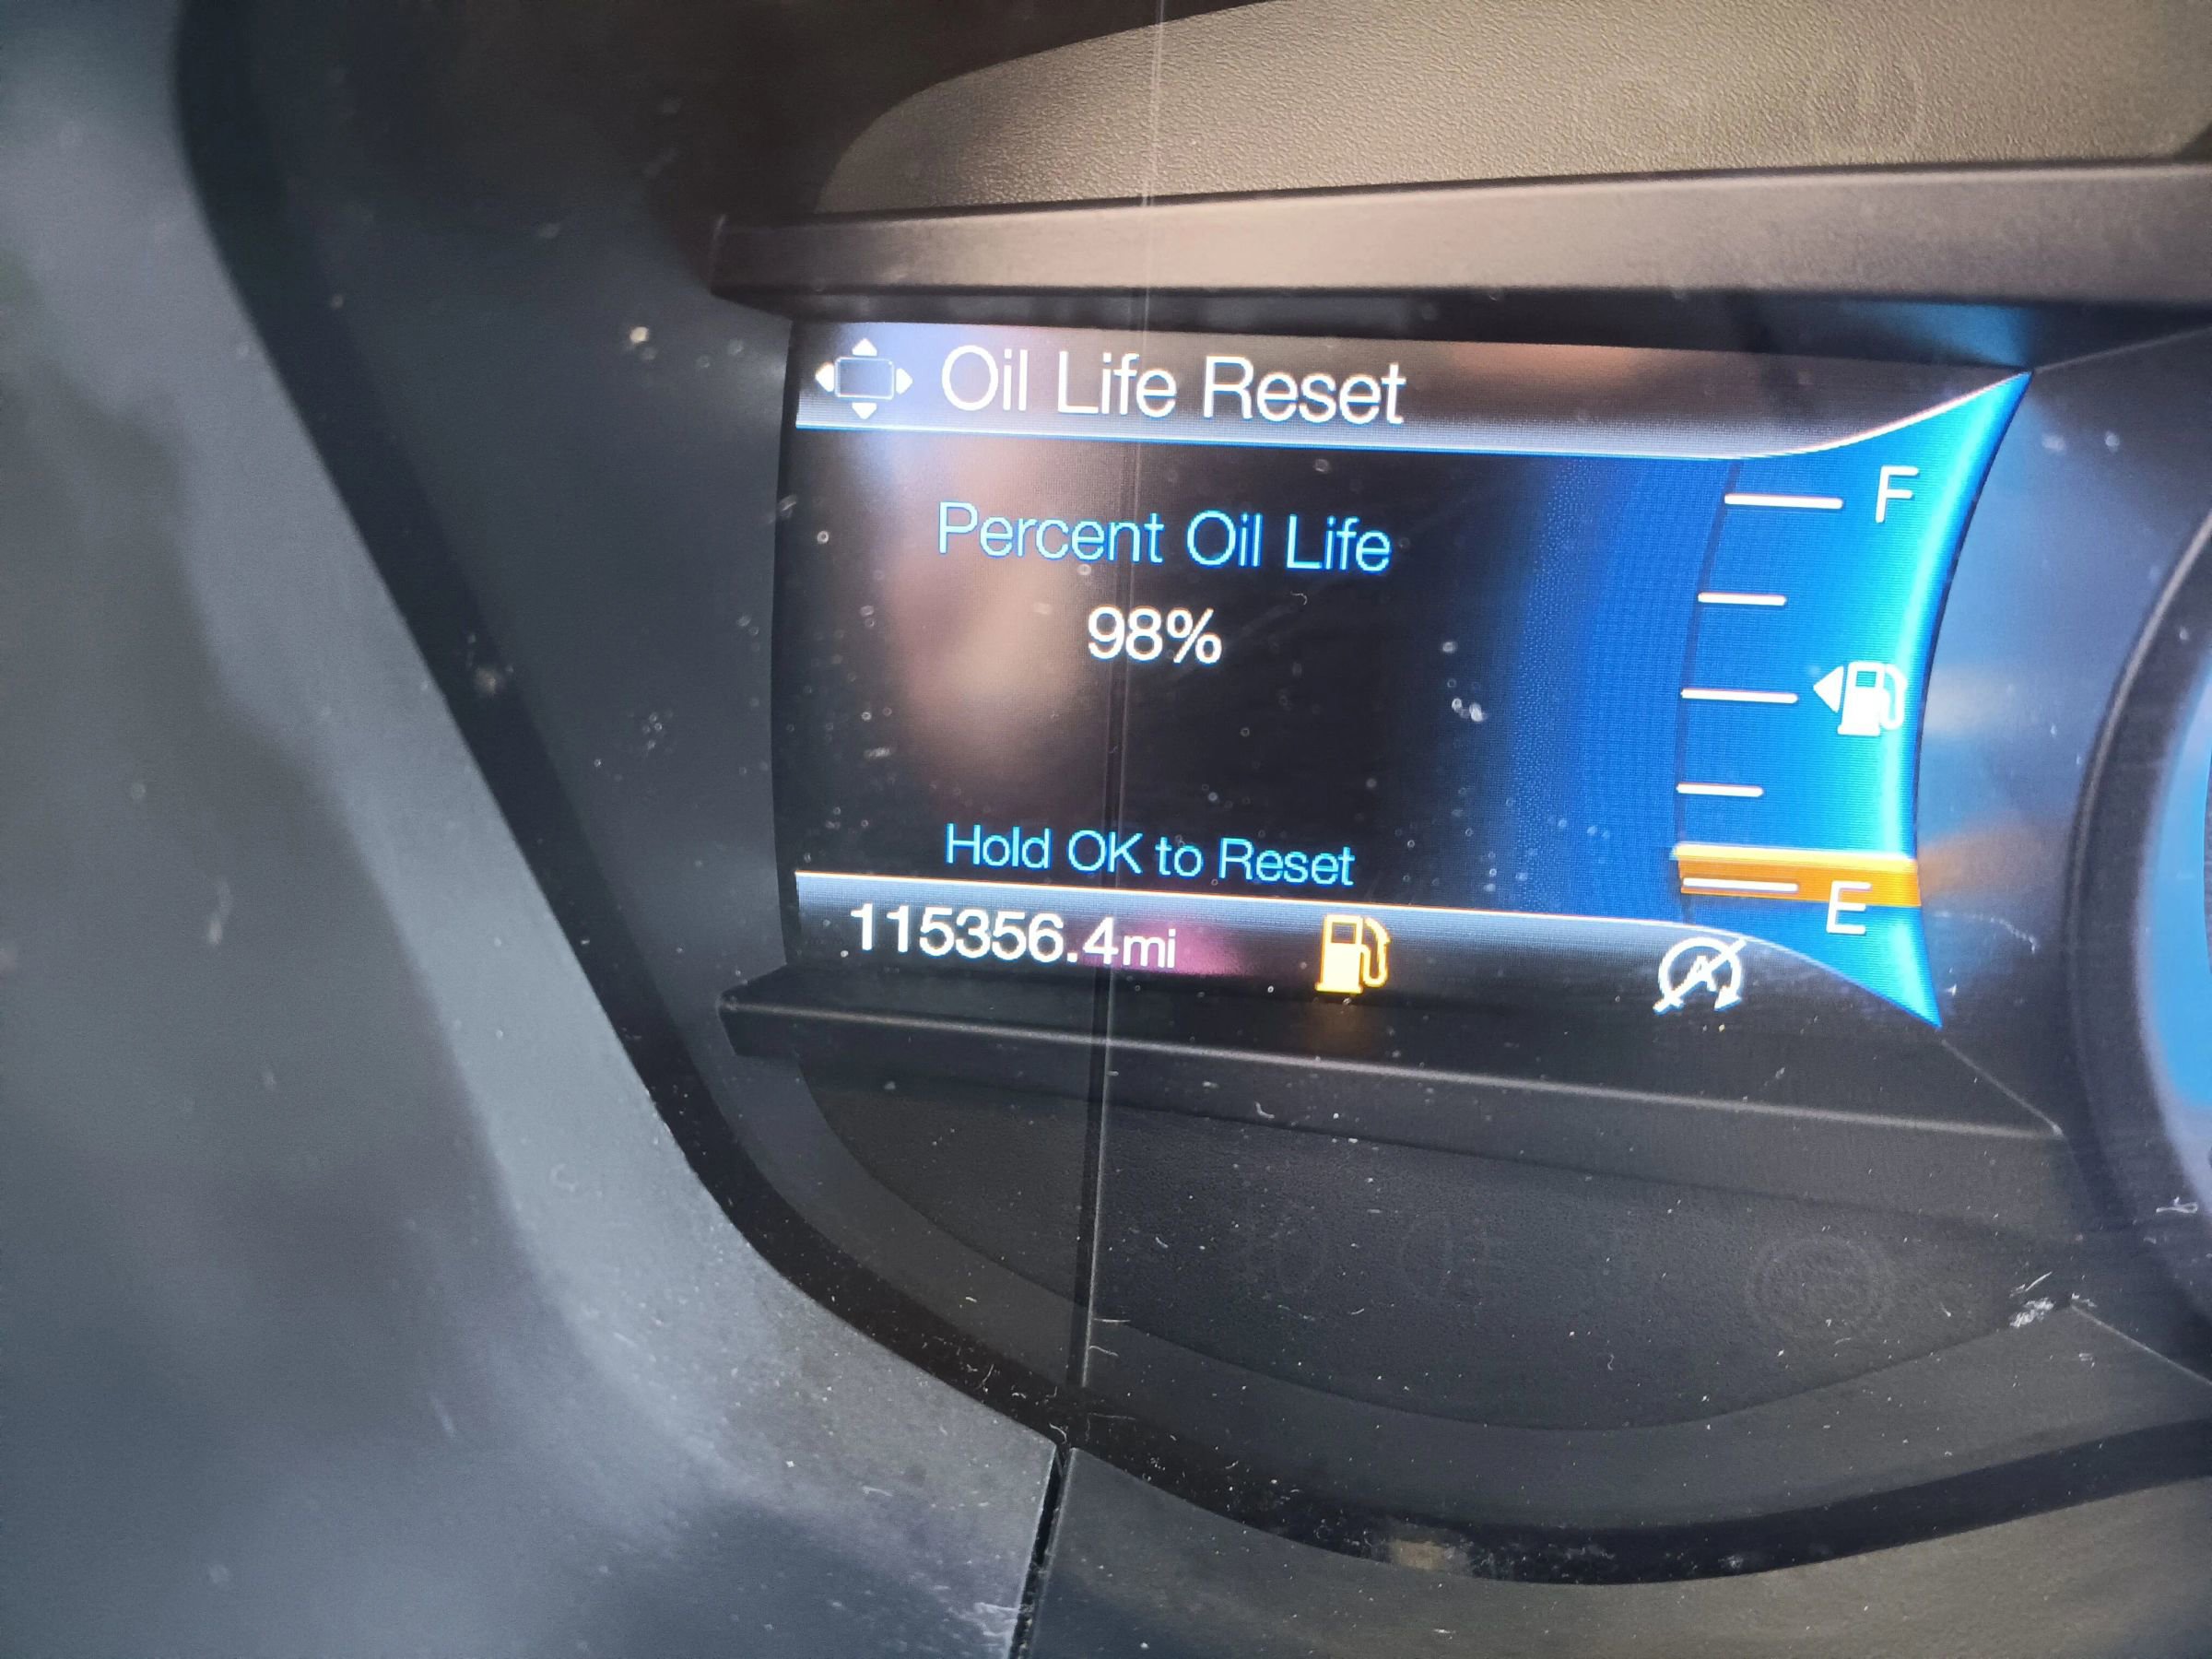 Oil Life Reset
Percent Oil Life
98%
Hold OK to Reset
115356.4mi
F
E
A